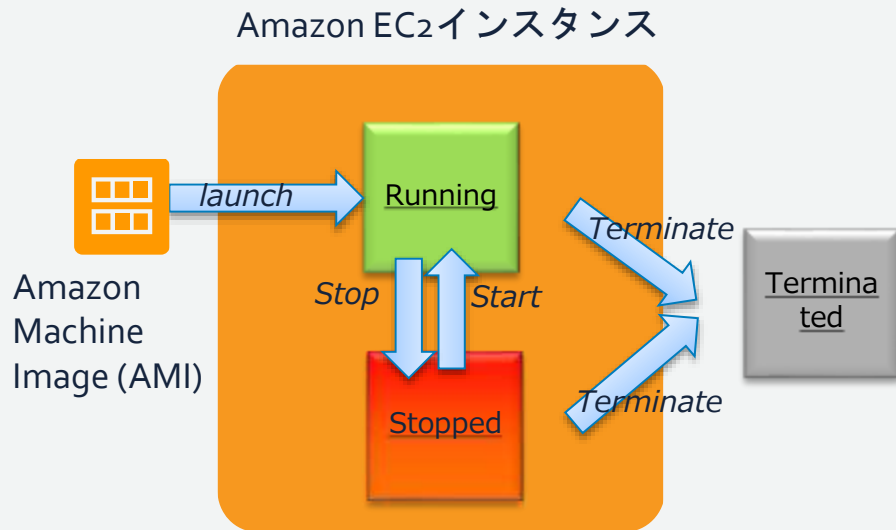 Amazon EC2インスタンス
launch
Running
Terminate
Amazon
Machine
Image (AMI)
Stop
Start
Termina
ted
Stopped
Terminate